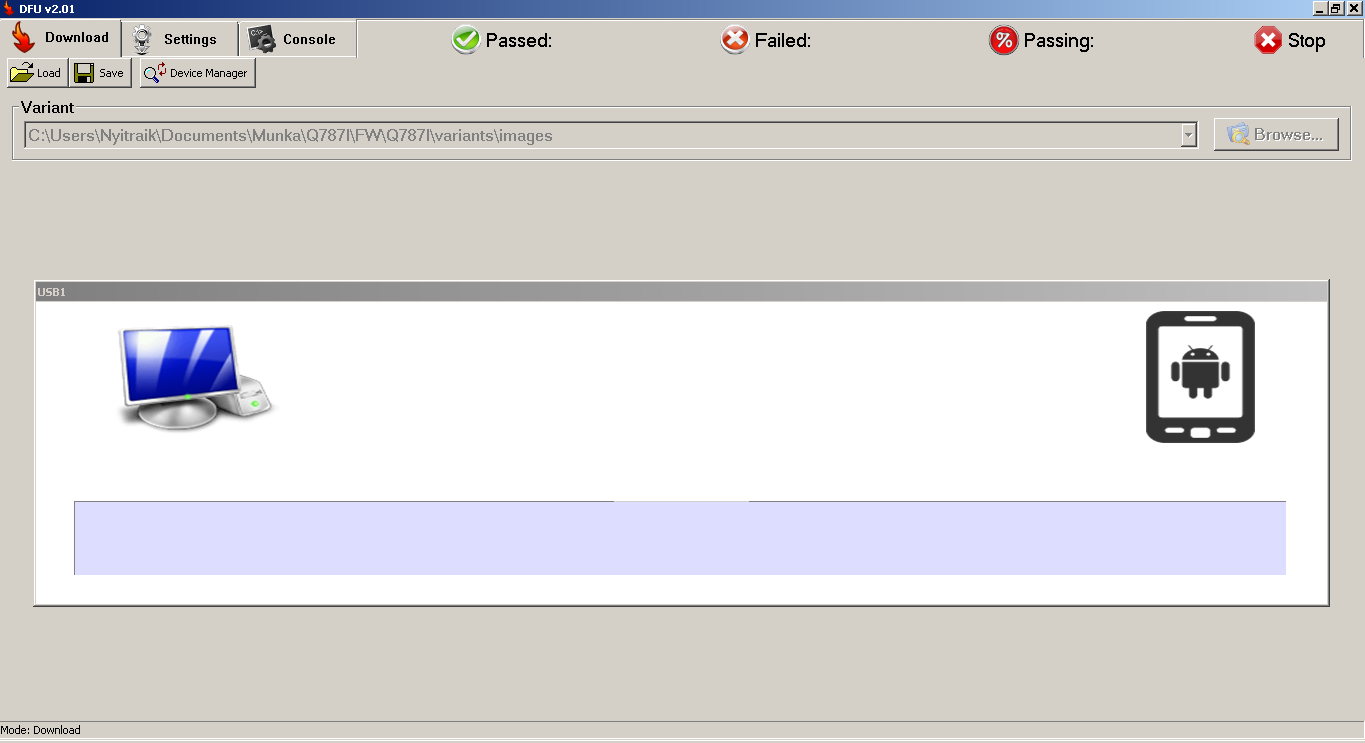 DFU v2.01
Download Settings Console Passed: Failed: Passing: Stop
Load Save Device Manager
Variant
C:\Users\Nyitraik\Documents\Munka\Q787I\FW\Q787I\variants\images Browse...
USB1
Mode: Download